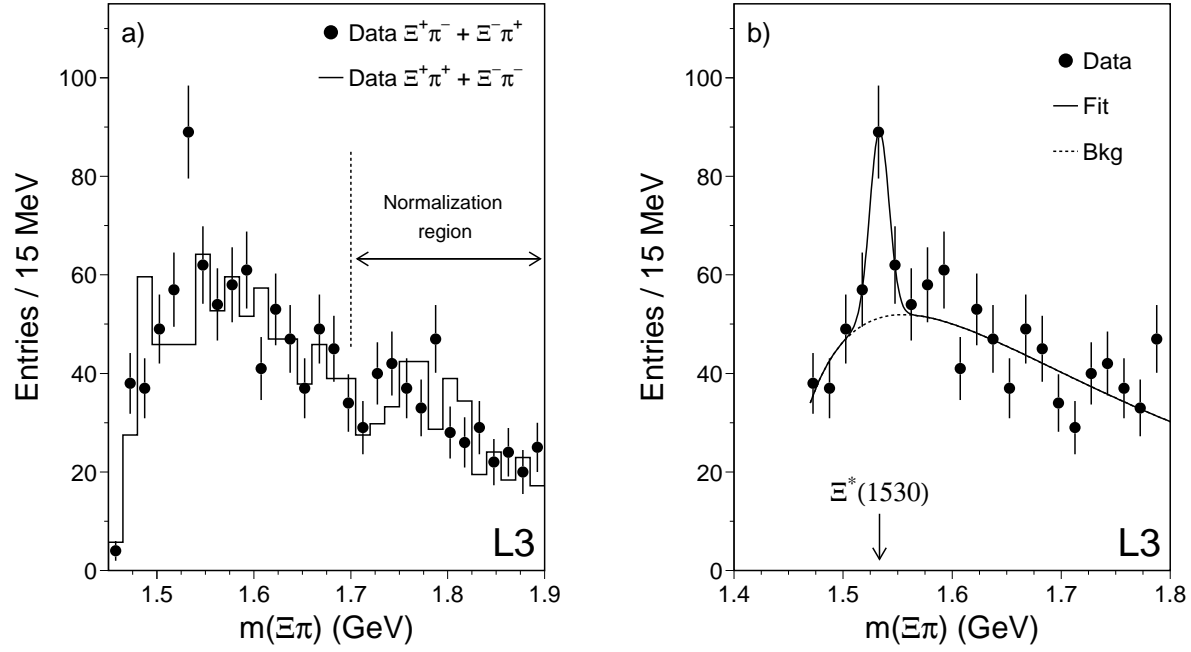 a)
Data Ξ⁺π⁻ + Ξ⁻π⁺
Data Ξ⁺π⁺ + Ξ⁻π⁻
Normalization
region
L3
Entries / 15 MeV
0
20
40
60
80
100
1.5
1.6
1.7
1.8
1.9
m(Ξπ) (GeV)
b)
Data
Fit
Bkg
Ξ*(1530)
L3
Entries / 15 MeV
0
20
40
60
80
100
1.4
1.5
1.6
1.7
1.8
m(Ξπ) (GeV)